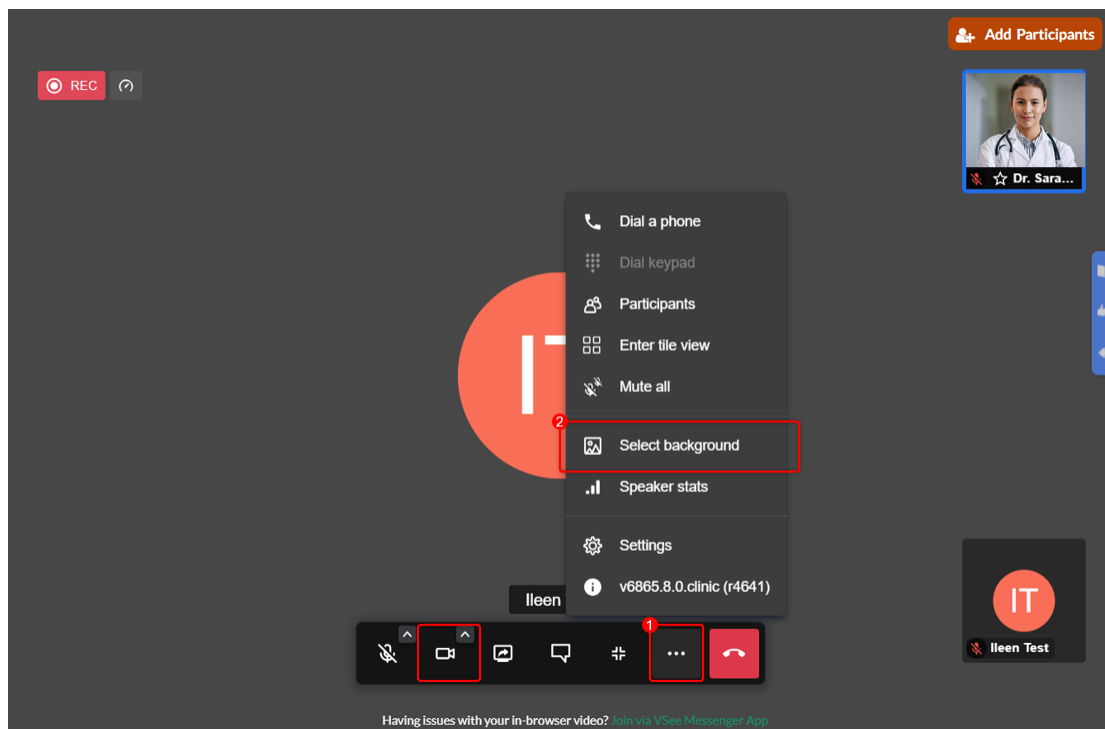 Add Participants
REC
Dr. Sara...
Dial a phone
Dial keypad
Participants
Enter tile view
Mute all
2
Select background
Speaker stats
Settings
v6865.8.0.clinic (r4641)
IT
Ileen
1
IT
Ileen Test
Having issues with your in-browser video? Join via VSee Messenger App